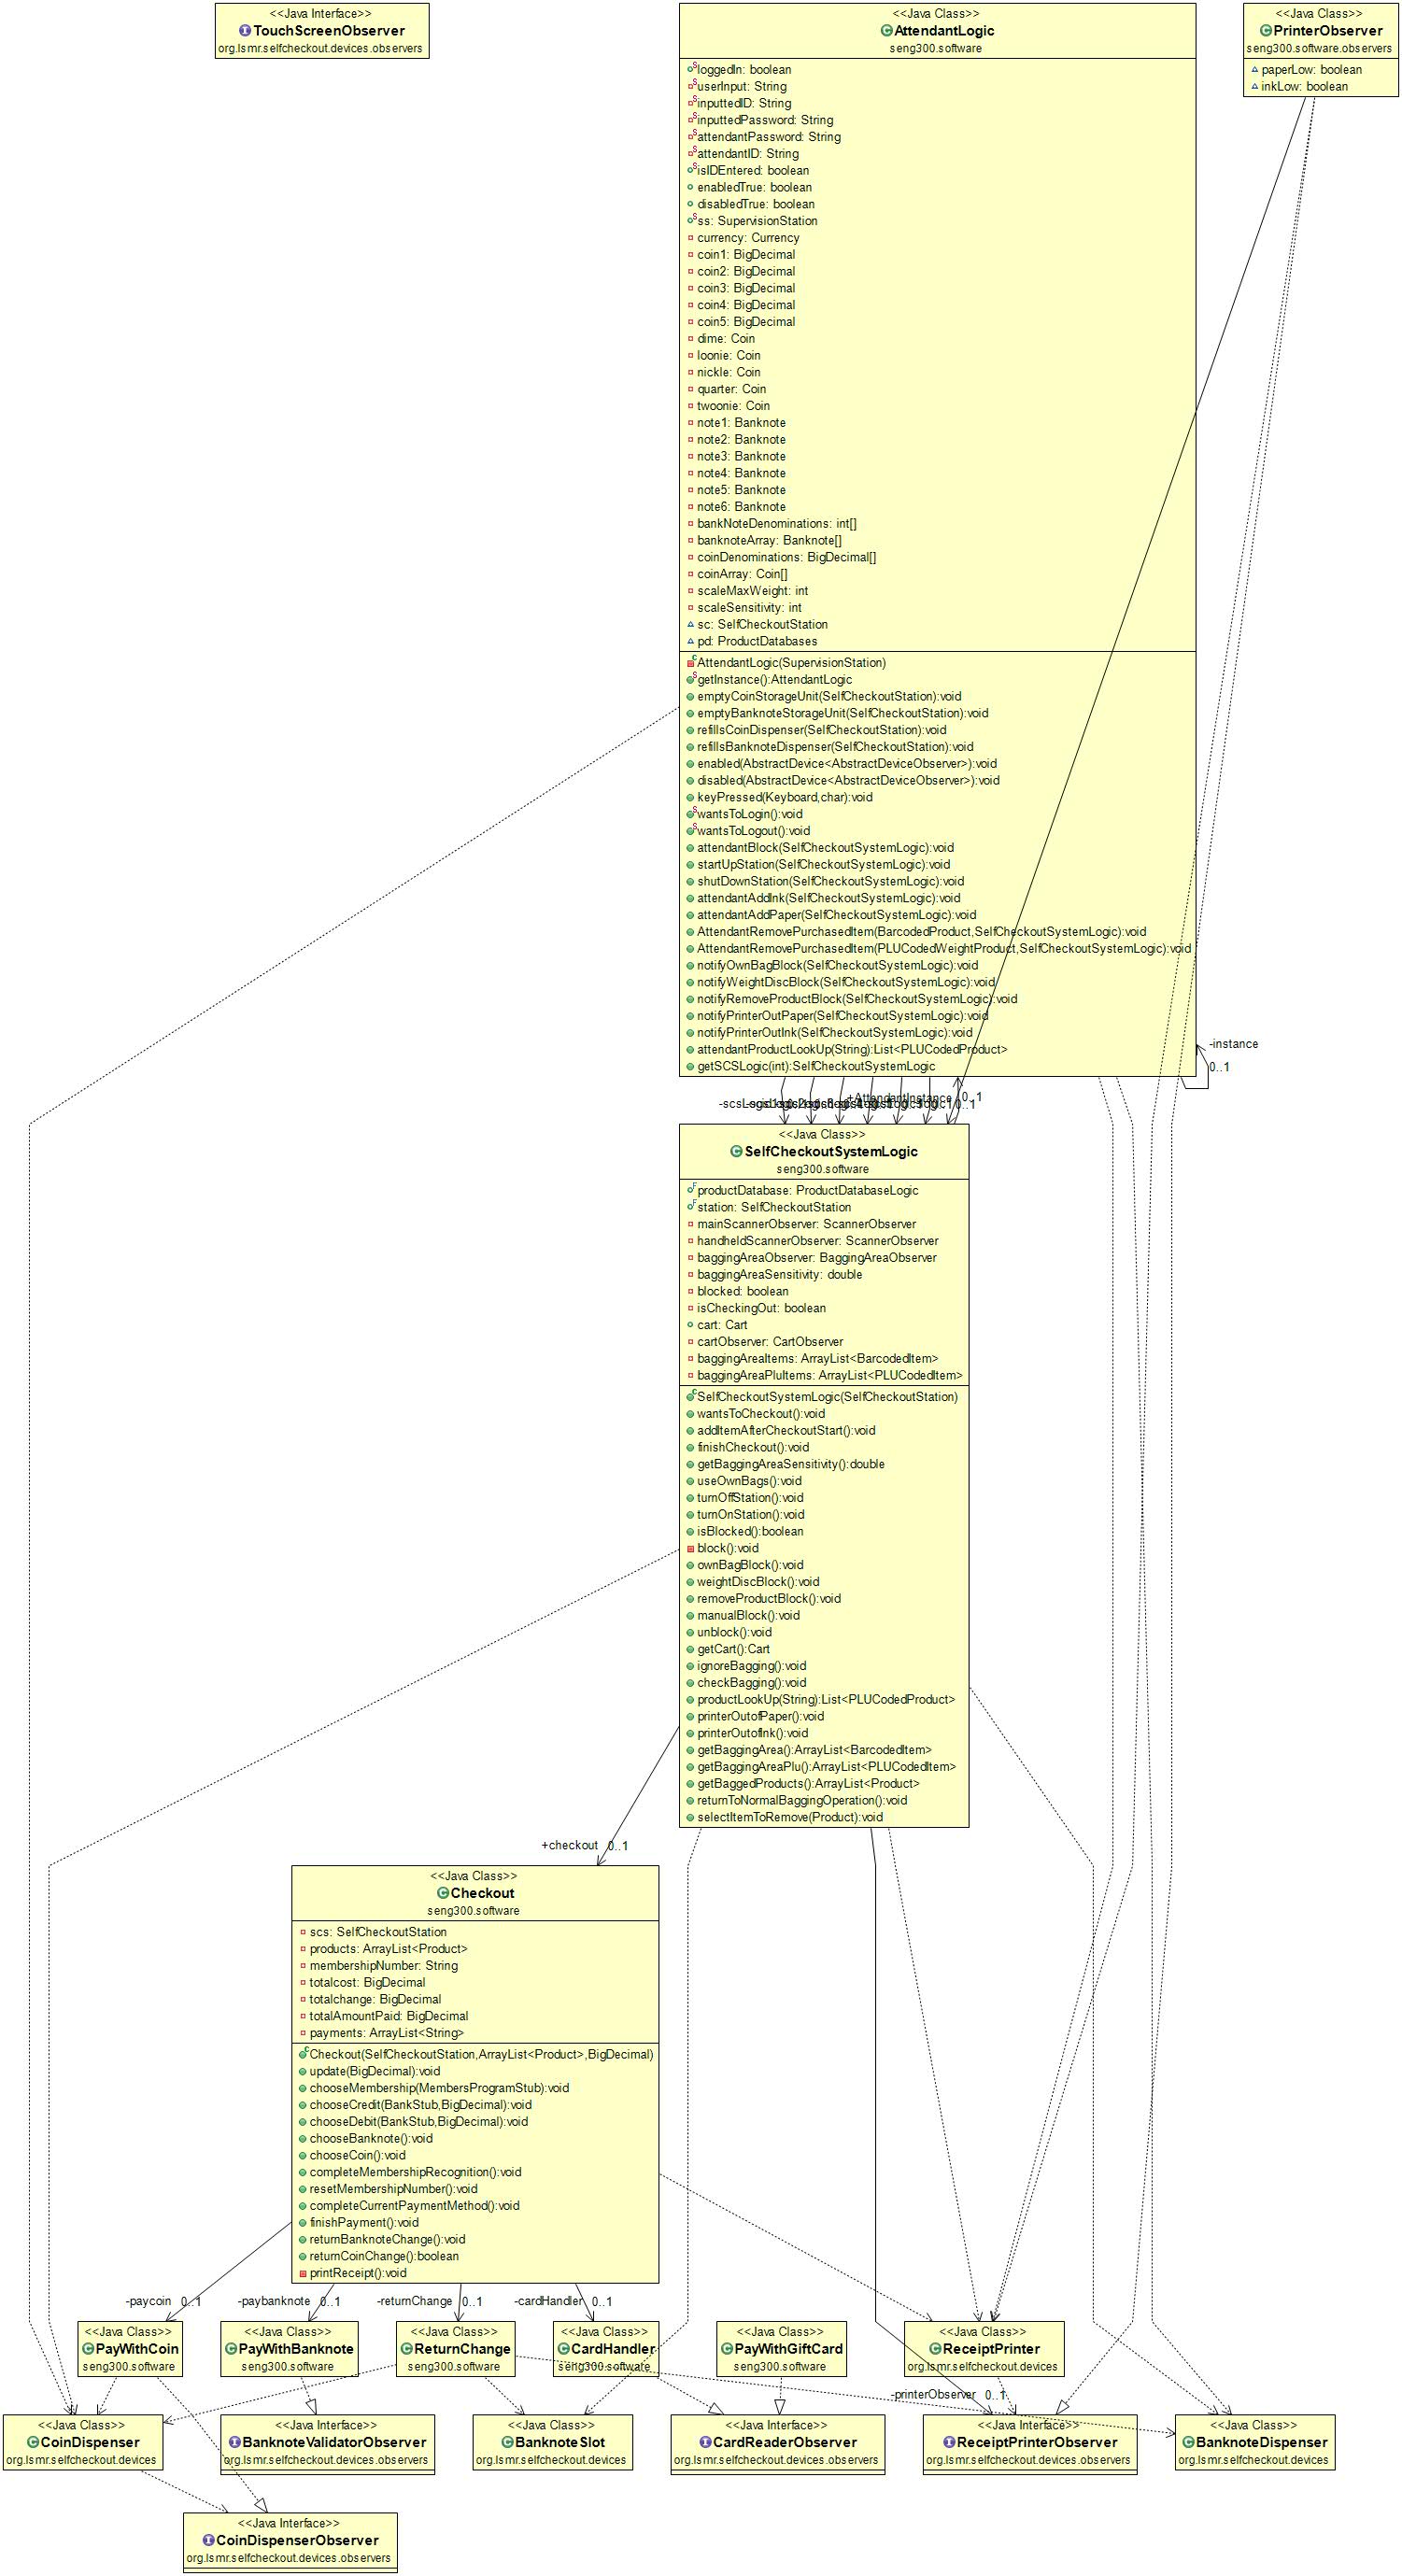 <<Java Interface>>
TouchScreenObserver
org.lsmr.selfcheckout.devices.observers
<<Java Class>>
AttendantLogic
seng300.software
loggedIn: boolean
userInput: String
inputtedID: String
inputtedPassword: String
attendantPassword: String
attendantID: String
isIDEntered: boolean
enabledTrue: boolean
disabledTrue: boolean
ss: SupervisionStation
currency: Currency
coin1: BigDecimal
coin2: BigDecimal
coin3: BigDecimal
coin4: BigDecimal
coin5: BigDecimal
dime: Coin
loonie: Coin
nickle: Coin
quarter: Coin
twoonie: Coin
note1: Banknote
note2: Banknote
note3: Banknote
note4: Banknote
note5: Banknote
note6: Banknote
bankNoteDenominations: int[]
banknoteArray: Banknote[]
coinDenominations: BigDecimal[]
coinArray: Coin[]
scaleMaxWeight: int
scaleSensitivity: int
sc: SelfCheckoutStation
pd: ProductDatabases
AttendantLogic(SupervisionStation)
getInstance():AttendantLogic
emptyCoinStorageUnit(SelfCheckoutStation):void
emptyBanknoteStorageUnit(SelfCheckoutStation):void
refillsCoinDispenser(SelfCheckoutStation):void
refillsBanknoteDispenser(SelfCheckoutStation):void
enabled(AbstractDevice<AbstractDeviceObserver>):void
disabled(AbstractDevice<AbstractDeviceObserver>):void
keyPressed(Keyboard,char):void
wantsToLogin():void
wantsToLogout():void
attendantBlock(SelfCheckoutSystemLogic):void
startUpStation(SelfCheckoutSystemLogic):void
shutDownStation(SelfCheckoutSystemLogic):void
attendantAddInk(SelfCheckoutSystemLogic):void
attendantAddPaper(SelfCheckoutSystemLogic):void
AttendantRemovePurchasedItem(BarcodedProduct,SelfCheckoutSystemLogic):void
AttendantRemovePurchasedItem(PLUCodedWeightProduct,SelfCheckoutSystemLogic):void
notifyOwnBagBlock(SelfCheckoutSystemLogic):void
notifyWeightDiscBlock(SelfCheckoutSystemLogic):void
notifyRemoveProductBlock(SelfCheckoutSystemLogic):void
notifyPrinterOutPaper(SelfCheckoutSystemLogic):void
notifyPrinterOutInk(SelfCheckoutSystemLogic):void
attendantProductLookUp(String):List<PLUCodedProduct>
getSCSLogic(int):SelfCheckoutSystemLogic
<<Java Class>>
PrinterObserver
seng300.software.observers
paperLow: boolean
inkLow: boolean
-instance
0..1
+AttendantInstance 0..1
0..1
<<Java Class>>
SelfCheckoutSystemLogic
seng300.software
productDatabase: ProductDatabaseLogic
station: SelfCheckoutStation
mainScannerObserver: ScannerObserver
handheldScannerObserver: ScannerObserver
baggingAreaObserver: BaggingAreaObserver
baggingAreaSensitivity: double
blocked: boolean
isCheckingOut: boolean
cart: Cart
cartObserver: CartObserver
baggingAreaItems: ArrayList<BarcodedItem>
baggingAreaPluItems: ArrayList<PLUCodedItem>
SelfCheckoutSystemLogic(SelfCheckoutStation)
wantsToCheckout():void
addItemAfterCheckoutStart():void
finishCheckout():void
getBaggingAreaSensitivity():double
useOwnBags():void
turnOffStation():void
turnOnStation():void
isBlocked():boolean
block():void
ownBagBlock():void
weightDiscBlock():void
removeProductBlock():void
manualBlock():void
unblock():void
getCart():Cart
ignoreBagging():void
checkBagging():void
productLookUp(String):List<PLUCodedProduct>
printerOutofPaper():void
printerOutofInk():void
getBaggingArea():ArrayList<BarcodedItem>
getBaggingAreaPlu():ArrayList<PLUCodedItem>
getBaggedProducts():ArrayList<Product>
returnToNormalBaggingOperation():void
selectItemToRemove(Product):void
+checkout 0..1
<<Java Class>>
Checkout
seng300.software
scs: SelfCheckoutStation
products: ArrayList<Product>
membershipNumber: String
totalcost: BigDecimal
totalchange: BigDecimal
totalAmountPaid: BigDecimal
payments: ArrayList<String>
Checkout(SelfCheckoutStation,ArrayList<Product>,BigDecimal)
update(BigDecimal):void
chooseMembership(MembersProgramStub):void
chooseCredit(BankStub,BigDecimal):void
chooseDebit(BankStub,BigDecimal):void
chooseBanknote():void
chooseCoin():void
completeMembershipRecognition():void
resetMembershipNumber():void
completeCurrentPaymentMethod():void
finishPayment():void
returnBanknoteChange():void
returnCoinChange():boolean
printReceipt():void
-paycoin 0..1
-paybanknote 0..1
-returnChange 0..1
-cardHandler 0..1
<<Java Class>>
PayWithCoin
seng300.software
<<Java Class>>
PayWithBanknote
seng300.software
<<Java Class>>
ReturnChange
seng300.software
<<Java Class>>
CardHandler
seng300.software
<<Java Class>>
PayWithGiftCard
seng300.software
<<Java Class>>
ReceiptPrinter
org.lsmr.selfcheckout.devices
-printerObserver 0..1
<<Java Class>>
CoinDispenser
org.lsmr.selfcheckout.devices
<<Java Interface>>
BanknoteValidatorObserver
org.lsmr.selfcheckout.devices.observers
<<Java Class>>
BanknoteSlot
org.lsmr.selfcheckout.devices
<<Java Interface>>
CardReaderObserver
org.lsmr.selfcheckout.devices.observers
<<Java Interface>>
ReceiptPrinterObserver
org.lsmr.selfcheckout.devices.observers
<<Java Class>>
BanknoteDispenser
org.lsmr.selfcheckout.devices
<<Java Interface>>
CoinDispenserObserver
org.lsmr.selfcheckout.devices.observers